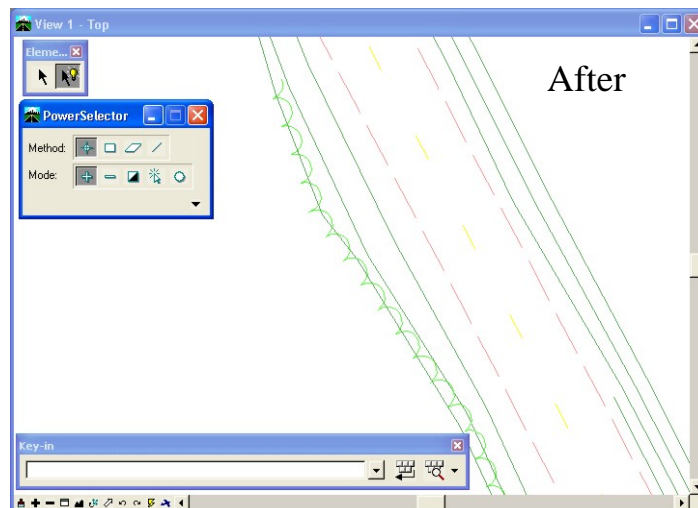 View 1 - Top
Eleme...
After
PowerSelector
Method:
Mode:
Key-in